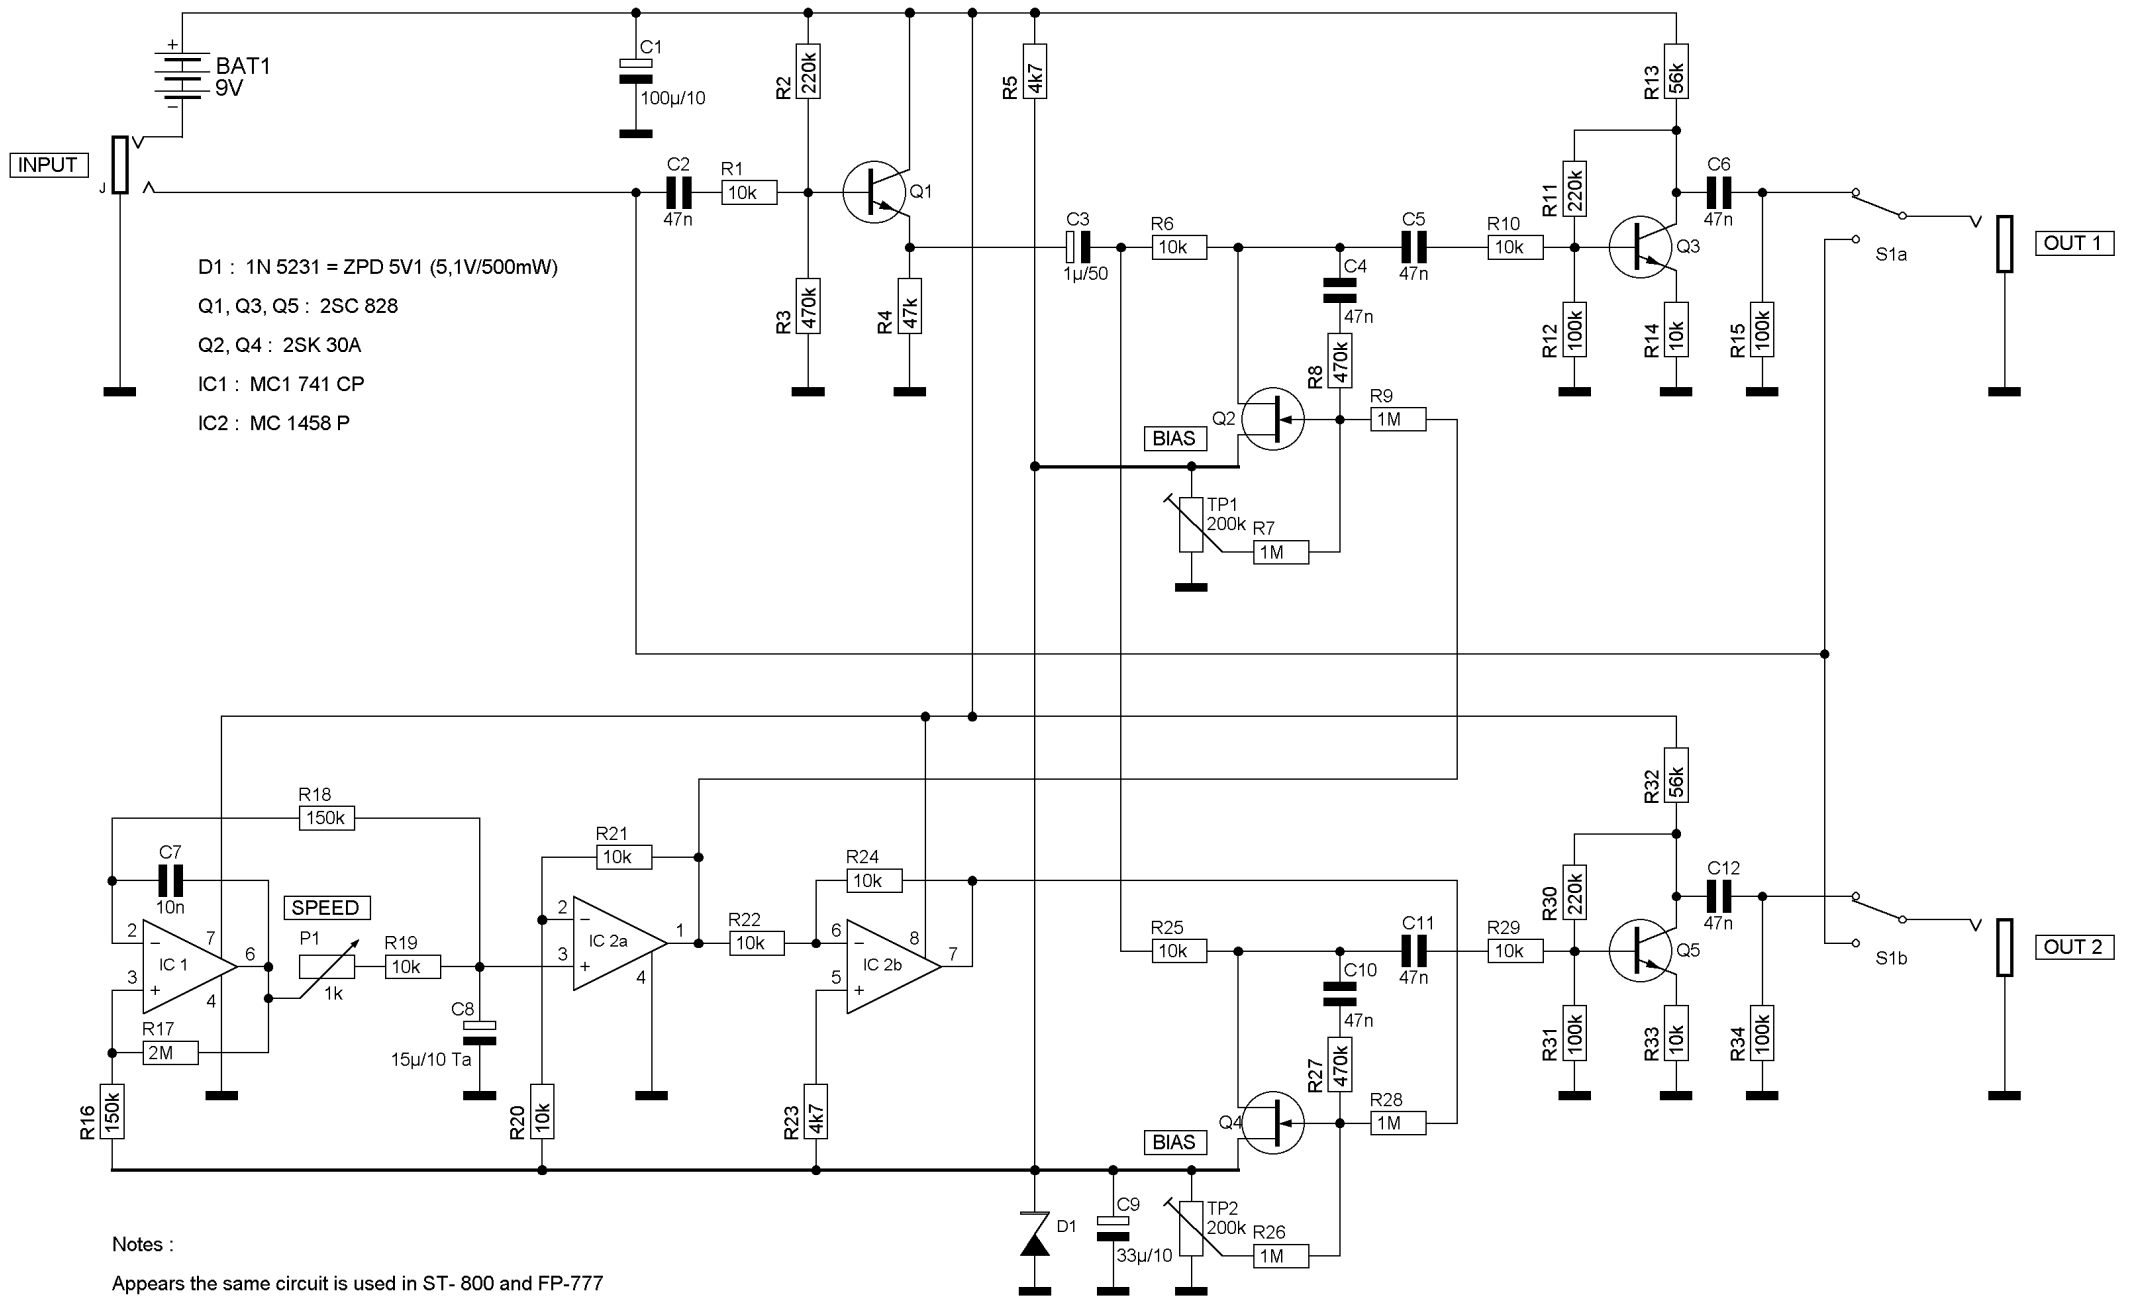 +
BAT1
9V
−
INPUT
J
C1
100µ/10
R2
220k
R5
4k7
R13
56k
C2
47n
R1
10k
Q1
R3
470k
R4
47k
C3
1µ/50
R6
10k
C4
47n
C5
47n
R10
10k
R11
220k
Q3
C6
47n
R12
100k
R14
10k
R15
100k
S1a
OUT 1
D1 : 1N 5231 = ZPD 5V1 (5,1V/500mW)
Q1, Q3, Q5 : 2SC 828
Q2, Q4 : 2SK 30A
IC1 : MC1 741 CP
IC2 : MC 1458 P
R8
470k
R9
1M
Q2
BIAS
TP1
200k
R7
1M
R18
150k
C7
10n
SPEED
P1
1k
R19
10k
2
−
3
+
IC 1
7
6
4
R17
2M
R16
150k
C8
15µ/10 Ta
R21
10k
2
−
3
+
IC 2a
1
4
R20
10k
R22
10k
R24
10k
6
−
5
+
IC 2b
8
7
R23
4k7
R25
10k
C10
47n
C11
47n
R29
10k
R32
56k
R30
220k
Q5
C12
47n
R31
100k
R33
10k
R34
100k
S1b
OUT 2
R27
470k
R28
1M
Q4
BIAS
D1
C9
33µ/10
TP2
200k
R26
1M
Notes :
Appears the same circuit is used in ST- 800 and FP-777